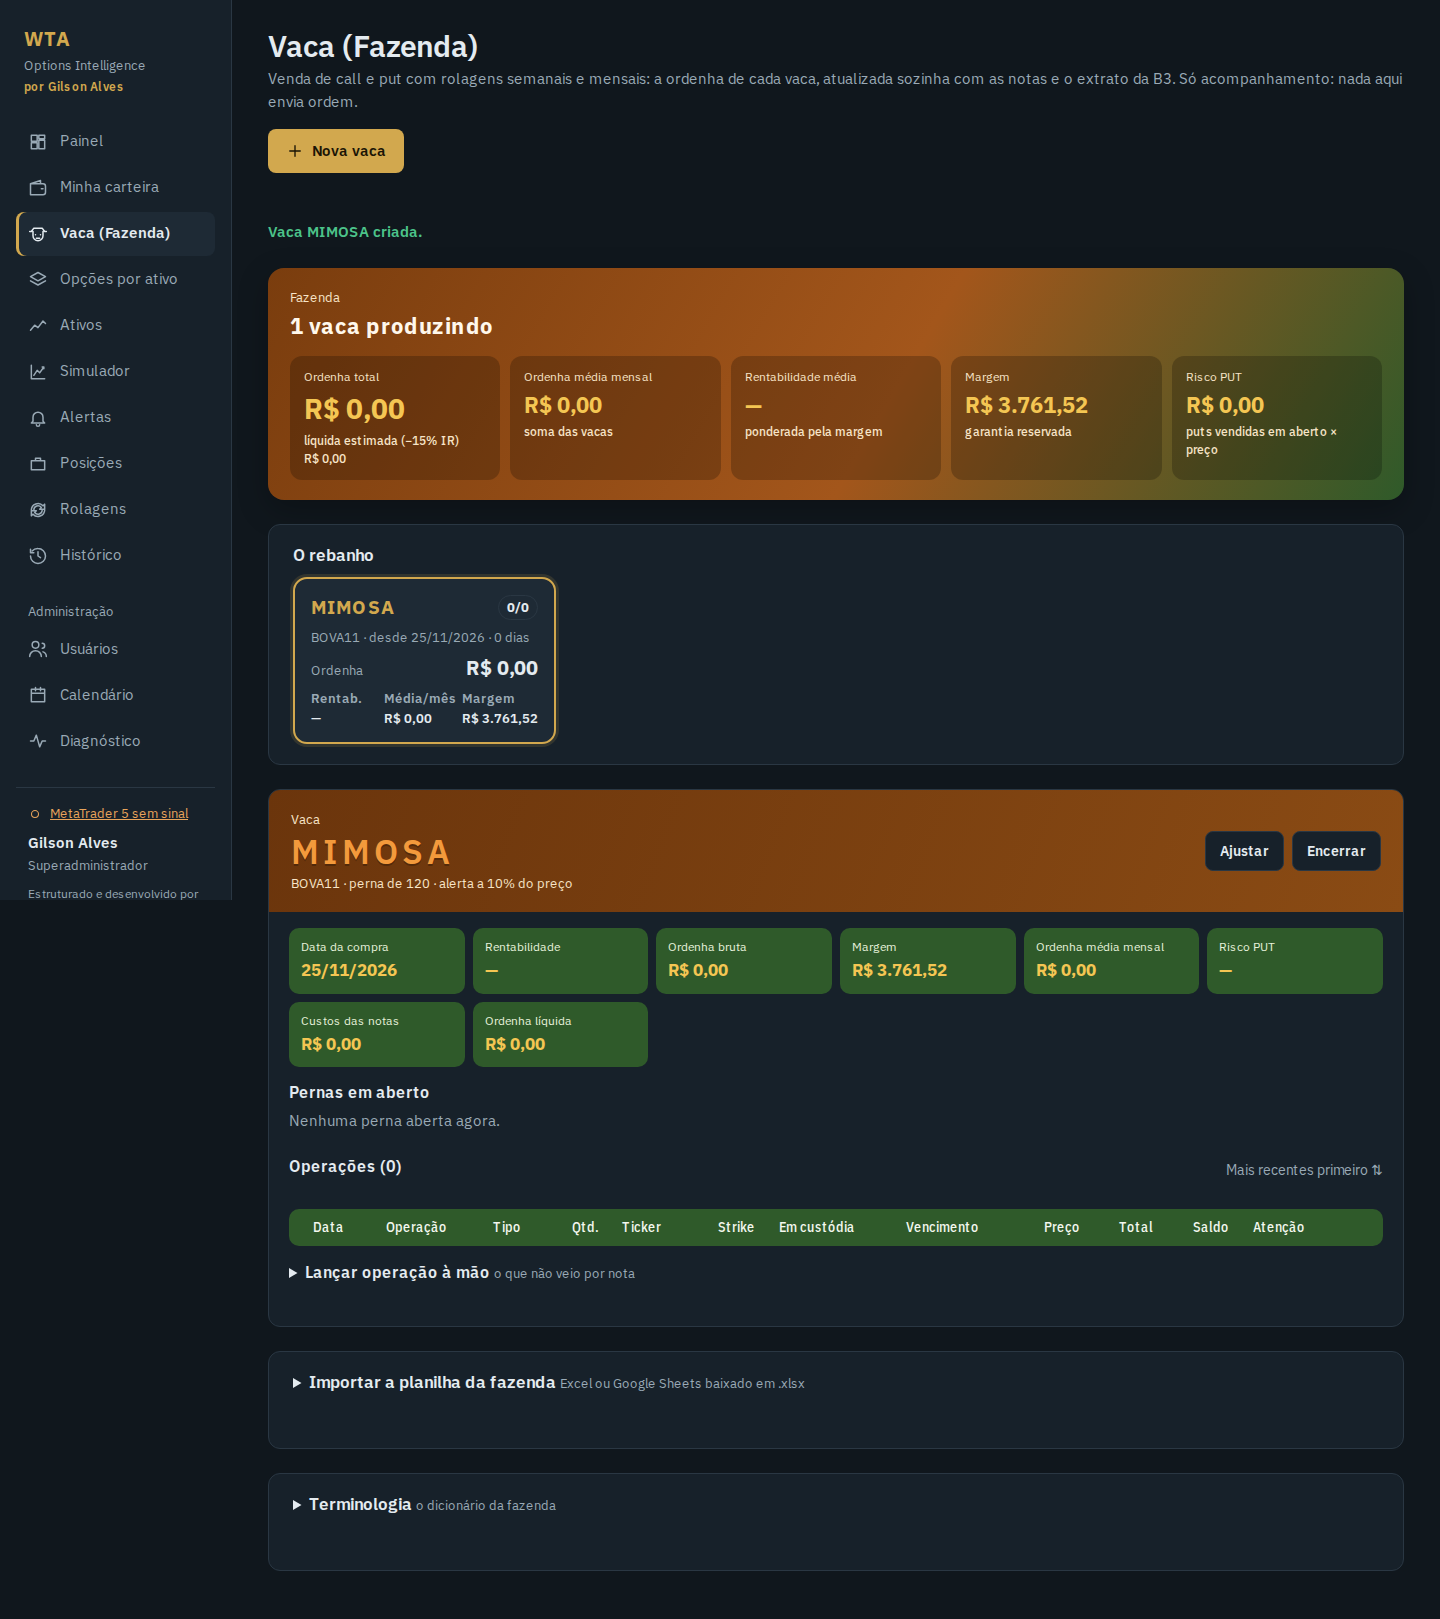 WTA
Options Intelligence
por Gilson Alves
Painel
Minha carteira
Vaca (Fazenda)
Opções por ativo
Ativos
Simulador
Alertas
Posições
Rolagens
Histórico
Administração
Usuários
Calendário
Diagnóstico
MetaTrader 5 sem sinal
Gilson Alves
Superadministrador
Estruturado e desenvolvido por
Vaca (Fazenda)
Venda de call e put com rolagens semanais e mensais: a ordenha de cada vaca, atualizada sozinha com as notas e o extrato da B3. Só acompanhamento: nada aqui
envia ordem.
+ Nova vaca
Vaca MIMOSA criada.
Fazenda
1 vaca produzindo
Ordenha total
R$ 0,00
líquida estimada (−15% IR)
R$ 0,00
Ordenha média mensal
R$ 0,00
soma das vacas
Rentabilidade média
—
ponderada pela margem
Margem
R$ 3.761,52
garantia reservada
Risco PUT
R$ 0,00
puts vendidas em aberto ×
preço
O rebanho
MIMOSA 0/0
BOVA11 · desde 25/11/2026 · 0 dias
Ordenha R$ 0,00
Rentab. Média/mês Margem
— R$ 0,00 R$ 3.761,52
Vaca
MIMOSA
BOVA11 · perna de 120 · alerta a 10% do preço
Ajustar Encerrar
Data da compra
25/11/2026
Rentabilidade
—
Ordenha bruta
R$ 0,00
Margem
R$ 3.761,52
Ordenha média mensal
R$ 0,00
Risco PUT
—
Custos das notas
R$ 0,00
Ordenha líquida
R$ 0,00
Pernas em aberto
Nenhuma perna aberta agora.
Operações (0) Mais recentes primeiro ⇅
Data Operação Tipo Qtd. Ticker Strike Em custódia Vencimento Preço Total Saldo Atenção
▶ Lançar operação à mão o que não veio por nota
▶ Importar a planilha da fazenda Excel ou Google Sheets baixado em .xlsx
▶ Terminologia o dicionário da fazenda